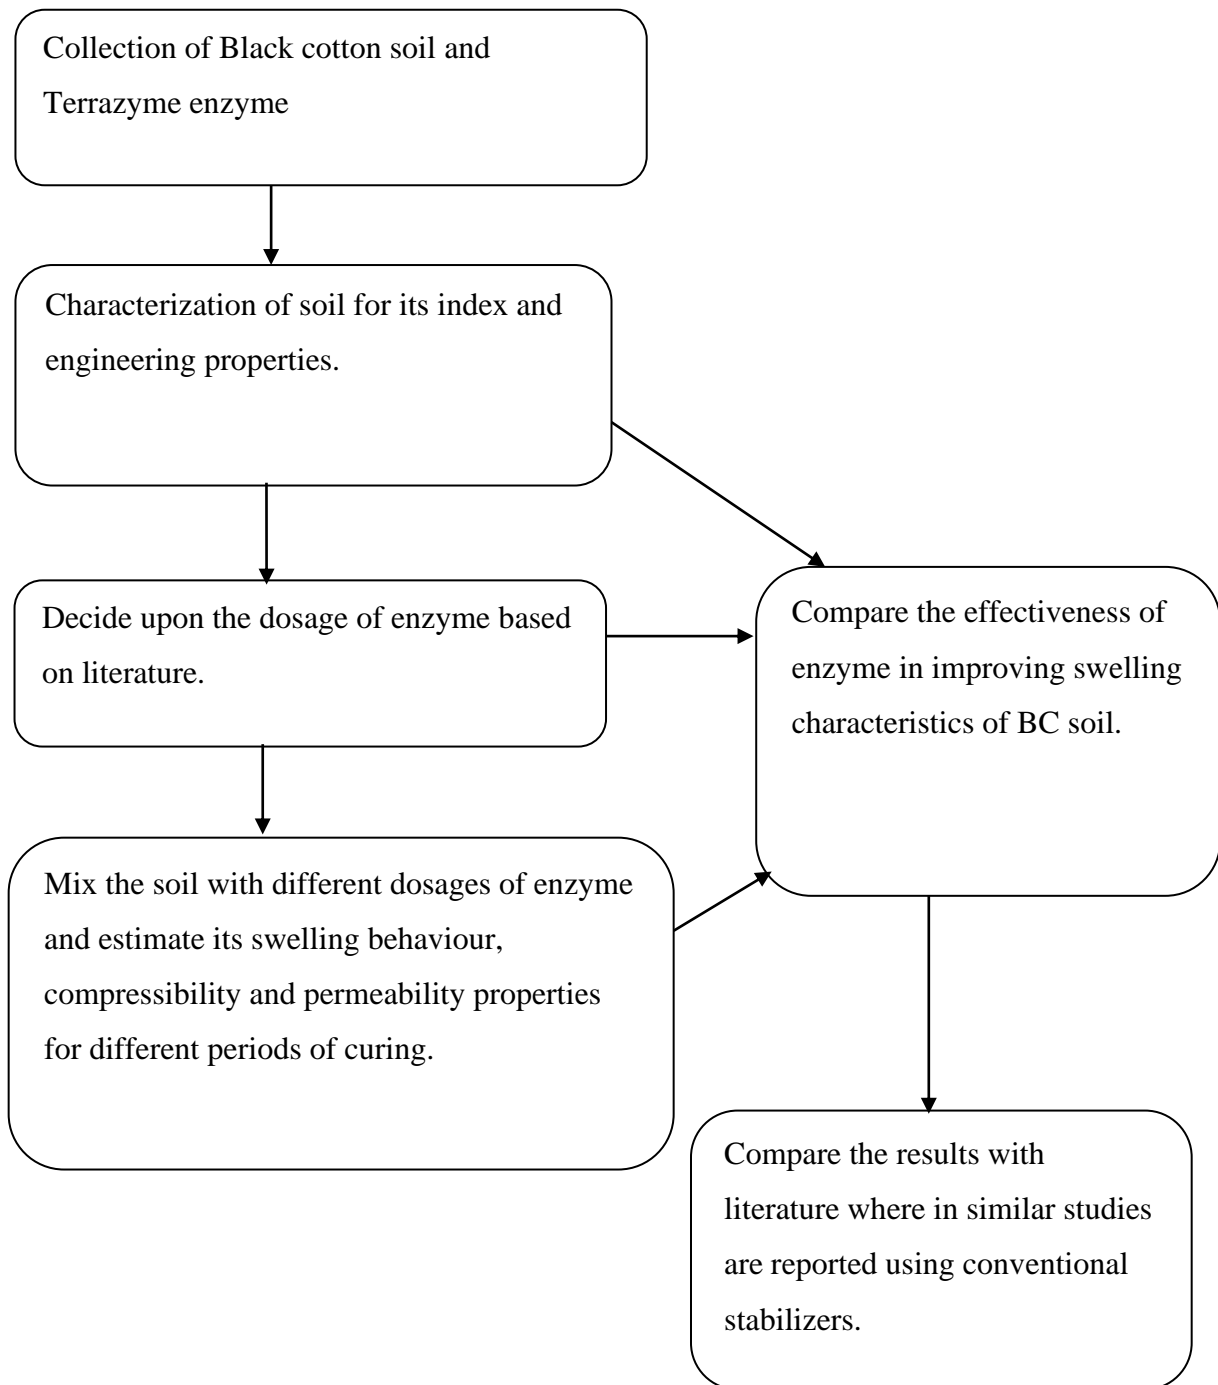 Collection of Black cotton soil and
Terrazyme enzyme
Characterization of soil for its index and
engineering properties.
Decide upon the dosage of enzyme based
on literature.
Mix the soil with different dosages of enzyme
and estimate its swelling behaviour,
compressibility and permeability properties
for different periods of curing.
Compare the effectiveness of
enzyme in improving swelling
characteristics of BC soil.
Compare the results with
literature where in similar studies
are reported using conventional
stabilizers.